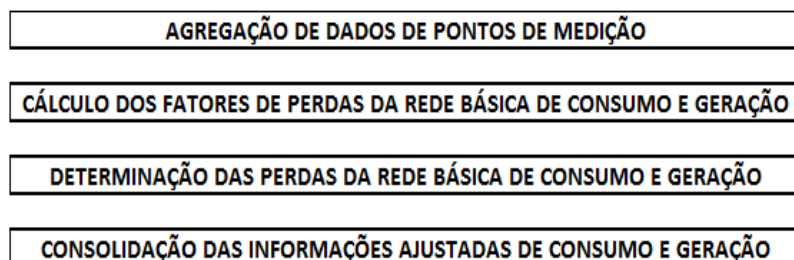 AGREGAÇÃO DE DADOS DE PONTOS DE MEDIÇÃO
CÁLCULO DOS FATORES DE PERDAS DA REDE BÁSICA DE CONSUMO E GERAÇÃO
DETERMINAÇÃO DAS PERDAS DA REDE BÁSICA DE CONSUMO E GERAÇÃO
CONSOLIDAÇÃO DAS INFORMAÇÕES AJUSTADAS DE CONSUMO E GERAÇÃO